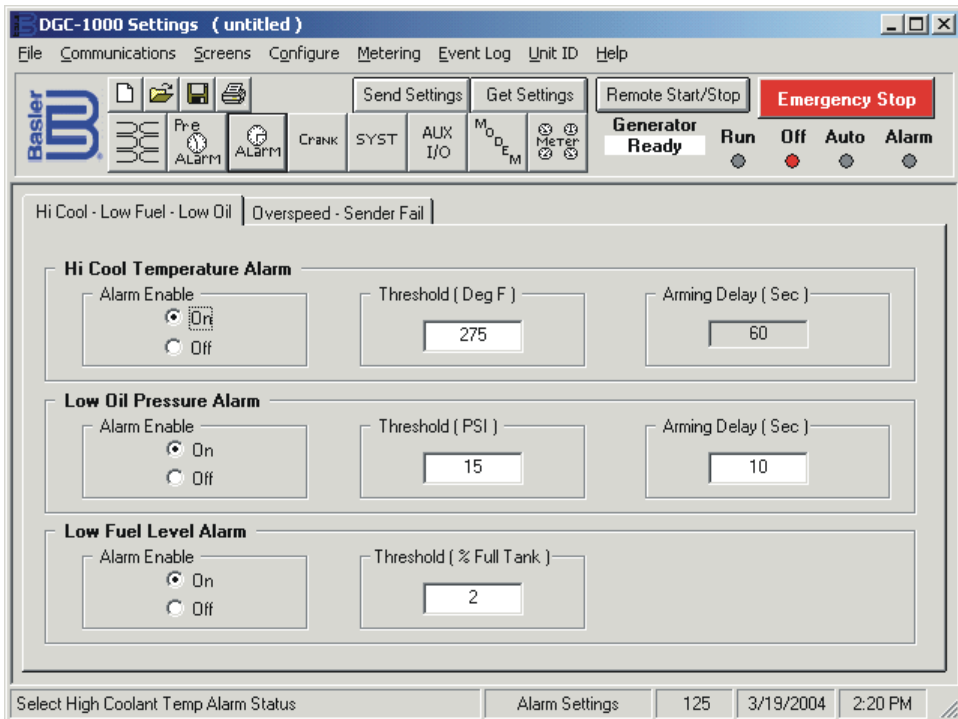 DGC-1000 Settings ( untitled )
File Communications Screens Configure Metering Event Log Unit ID Help
Basler
Send Settings Get Settings Remote Start/Stop Emergency Stop
Pre ALarm
ALarm
Crank
SYST
AUX I/O
MODEM
Meter
Generator
Ready
Run Off Auto Alarm
Hi Cool - Low Fuel - Low Oil Overspeed - Sender Fail
Hi Cool Temperature Alarm
Alarm Enable Threshold ( Deg F ) Arming Delay ( Sec )
On
Off
275 60
Low Oil Pressure Alarm
Alarm Enable Threshold ( PSI ) Arming Delay ( Sec )
On
Off
15 10
Low Fuel Level Alarm
Alarm Enable Threshold ( % Full Tank )
On
Off
2
Select High Coolant Temp Alarm Status Alarm Settings 125 3/19/2004 2:20 PM